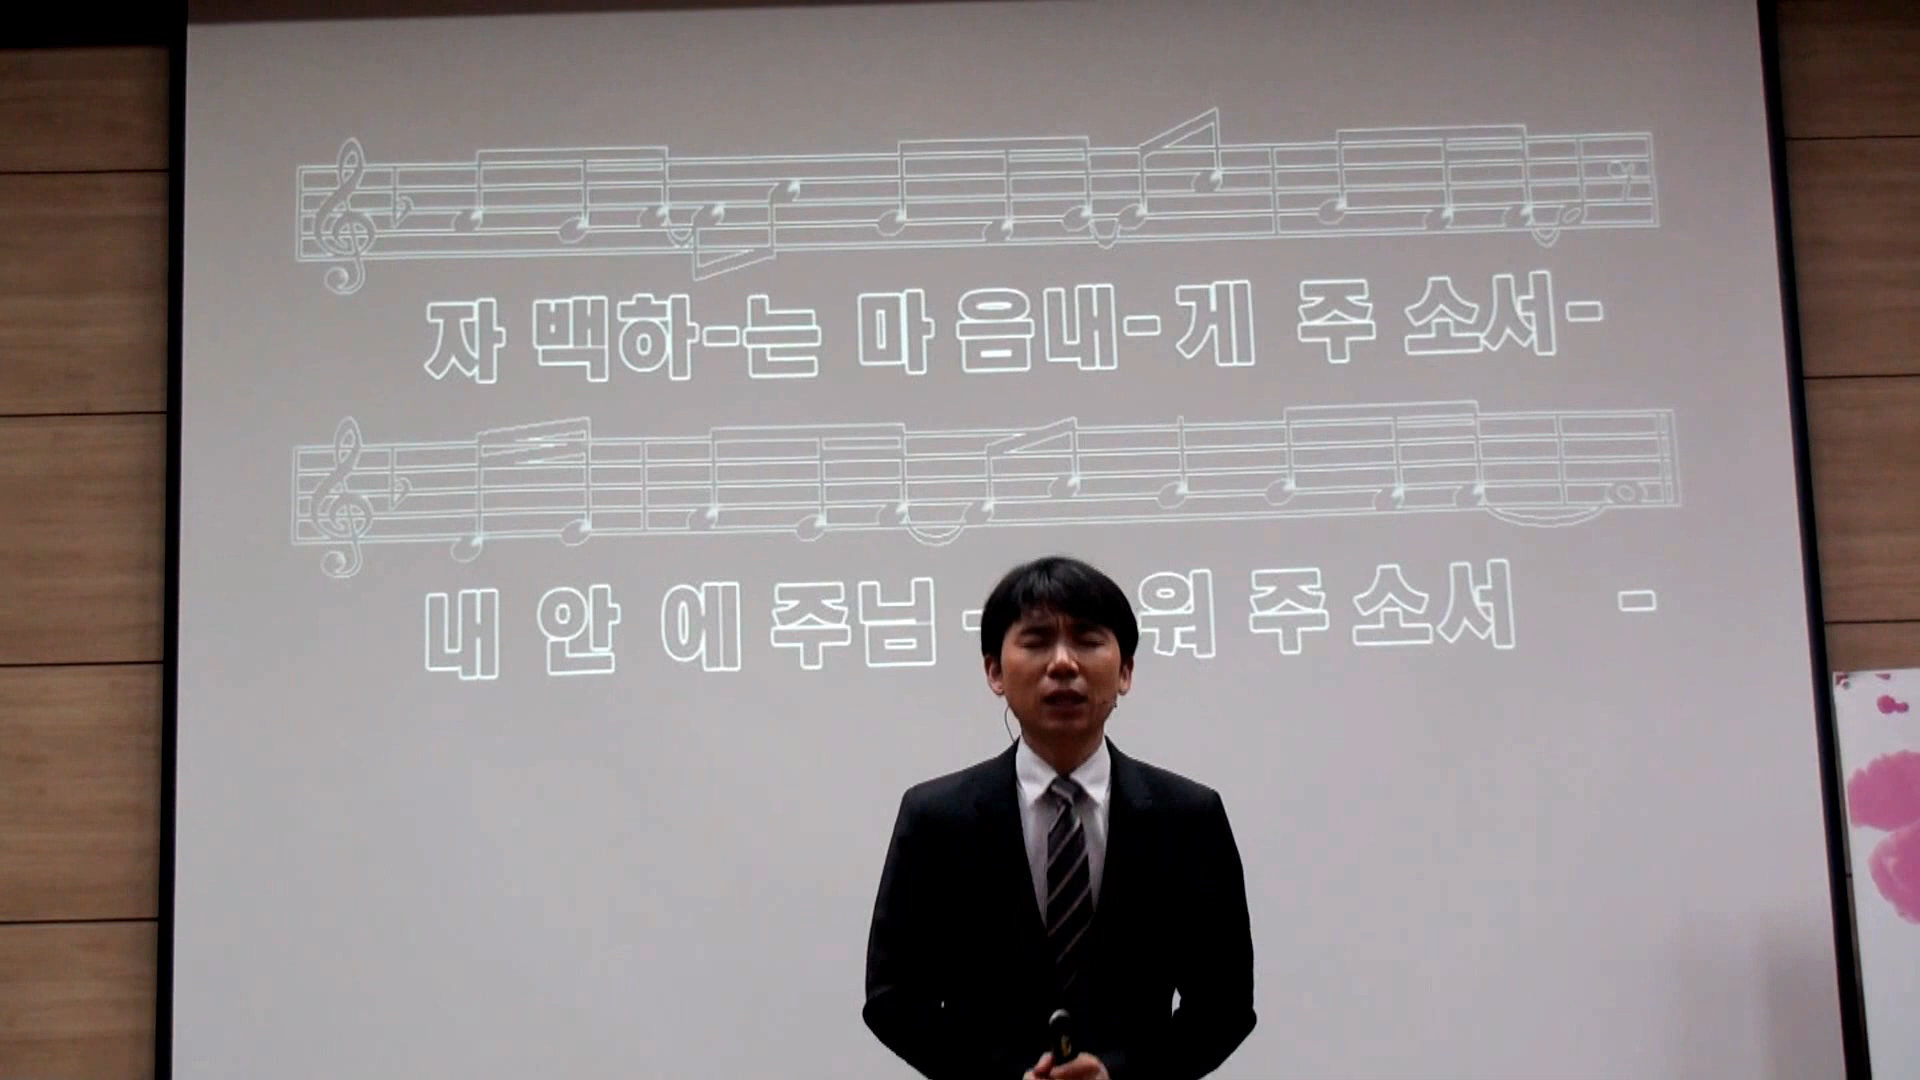 자 백하-는 마 음내-게 주 소서-
내 안 에 주님 - 워 주 소서 -